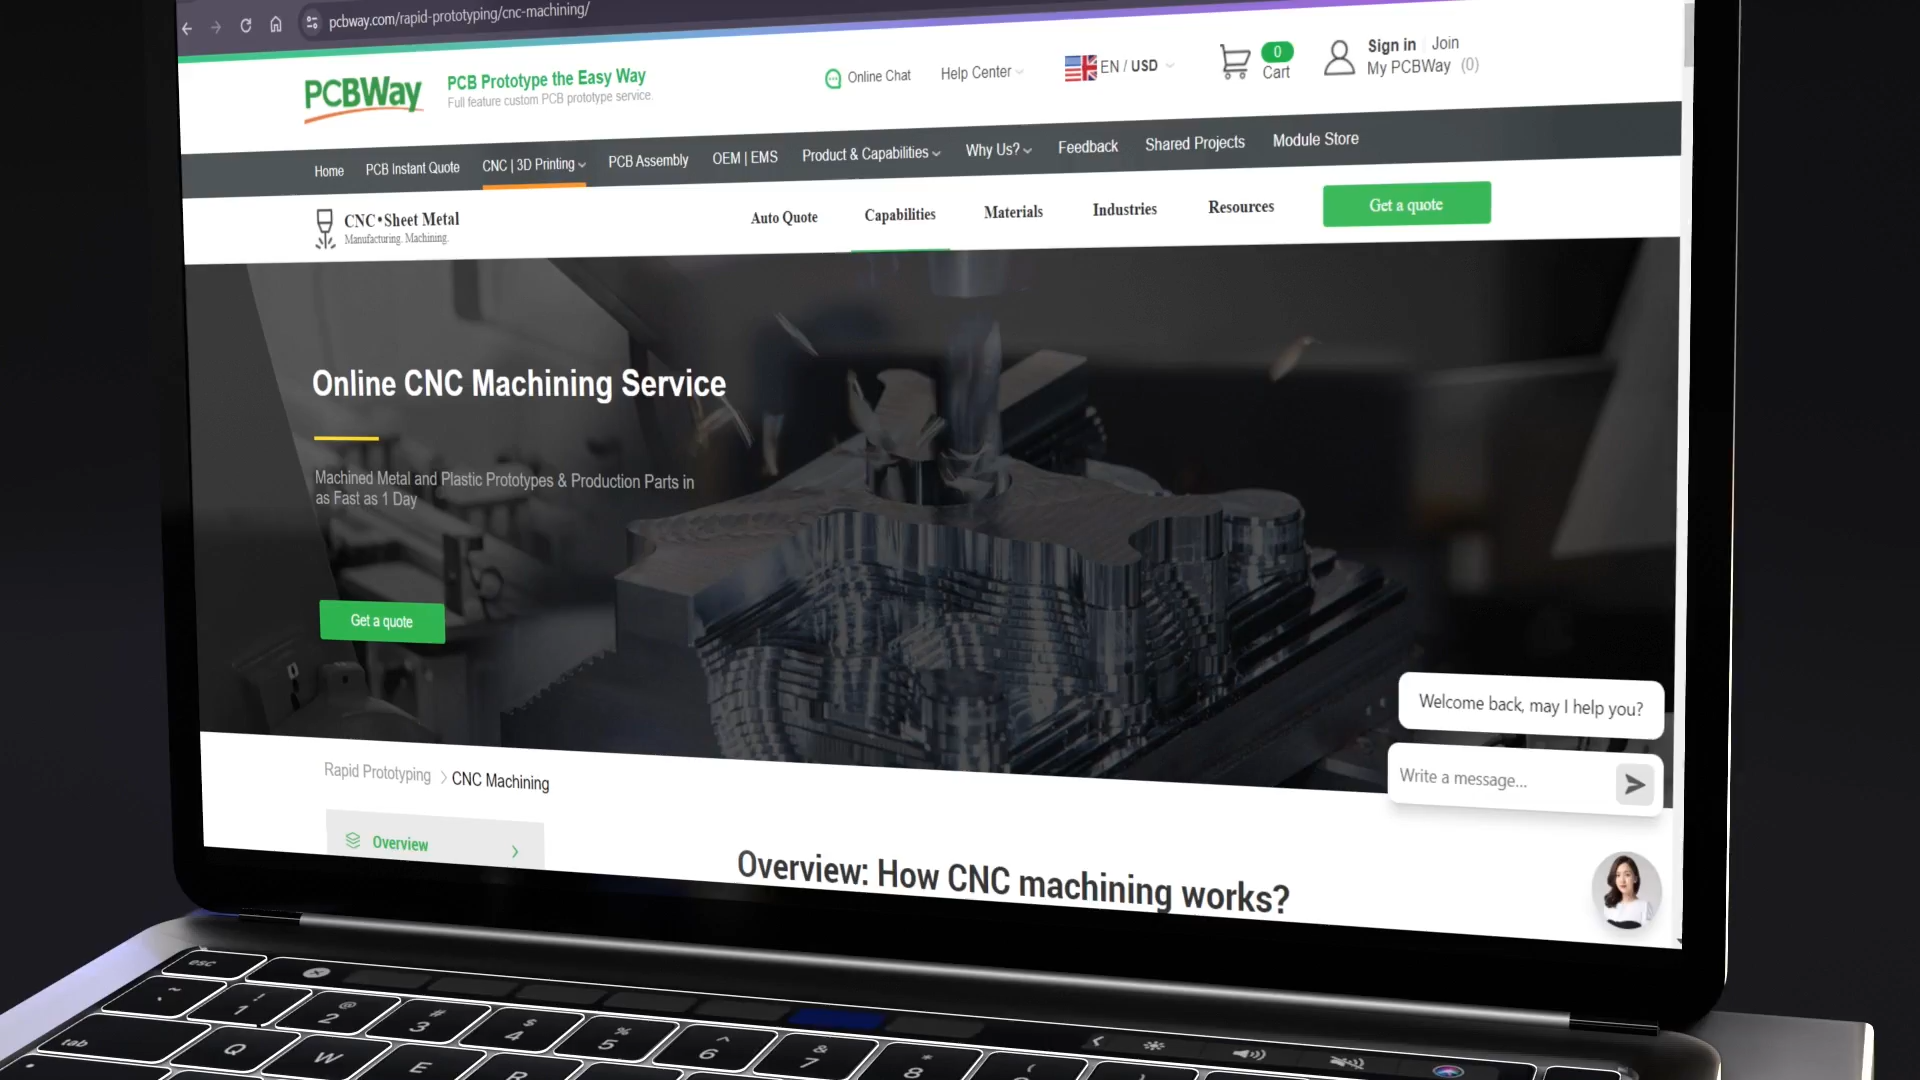 pcbway.com/rapid-prototyping/cnc-machining/
PCBWay
PCB Prototype the Easy Way
Full feature custom PCB prototype service.
Online Chat
Help Center
EN / USD
0
Cart
Sign in
Join
My PCBWay (0)
Home
PCB Instant Quote
CNC | 3D Printing
PCB Assembly
OEM | EMS
Product & Capabilities
Why Us?
Feedback
Shared Projects
Module Store
CNC•Sheet Metal
Manufacturing. Machining.
Auto Quote
Capabilities
Materials
Industries
Resources
Get a quote
Online CNC Machining Service
Machined Metal and Plastic Prototypes & Production Parts in
as Fast as 1 Day
Get a quote
Welcome back, may I help you?
Write a message...
Rapid Prototyping
CNC Machining
Overview
Overview: How CNC machining works?
esc
~
! 1
@ 2
# 3
$ 4
% 5
^ 6
& 7
* 8
tab
Q
W
E